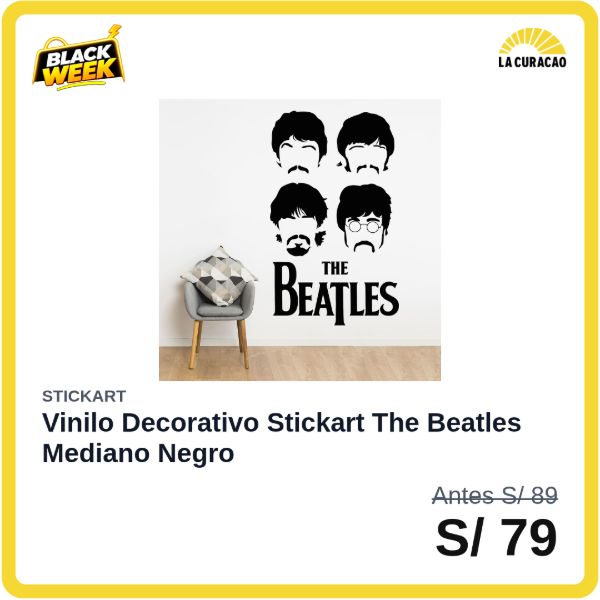 BLACK
WEEK
LA CURACAO
THE
BEATLES
STICKART
Vinilo Decorativo Stickart The Beatles
Mediano Negro
Antes S/ 89
S/ 79